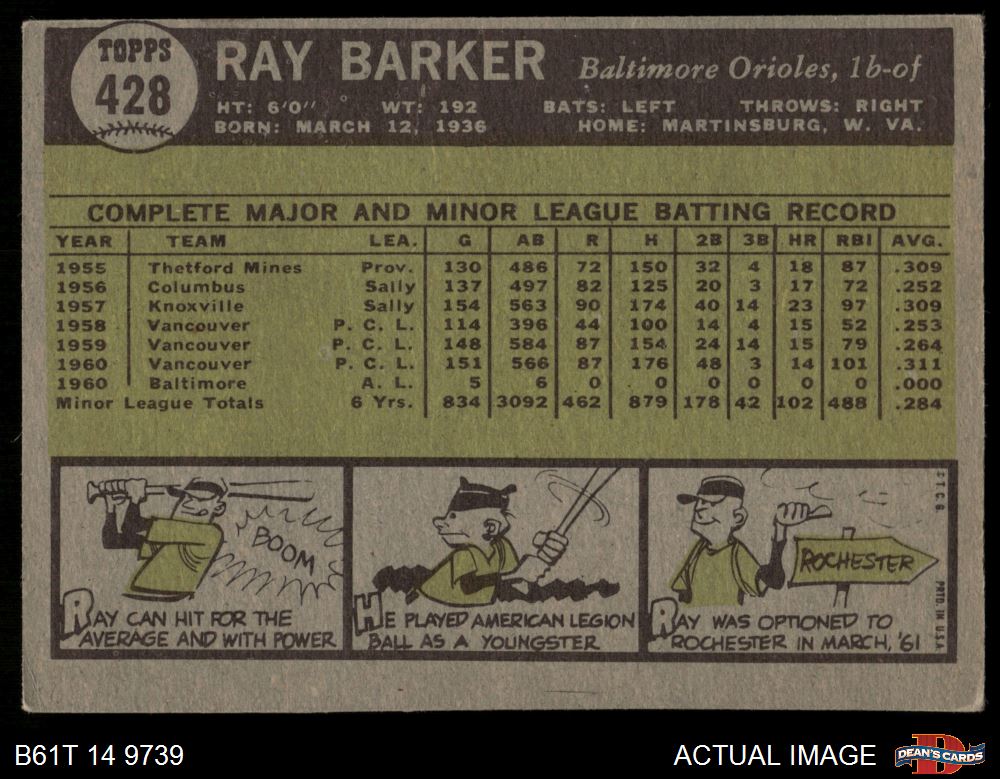 TOPPS
428
RAY BARKER Baltimore Orioles, 1b-of
HT: 6'0" WT: 192 BATS: LEFT THROWS: RIGHT
BORN: MARCH 12, 1936 HOME: MARTINSBURG, W. VA.
COMPLETE MAJOR AND MINOR LEAGUE BATTING RECORD
YEAR TEAM LEA. G AB R H 2B 3B HR RBI AVG.
1955 Thetford Mines Prov. 130 486 72 150 32 4 18 87 .309
1956 Columbus Sally 137 497 82 125 20 3 17 72 .252
1957 Knoxville Sally 154 563 90 174 40 14 23 97 .309
1958 Vancouver P. C. L. 114 396 44 100 14 4 15 52 .253
1959 Vancouver P. C. L. 148 584 87 154 24 14 15 79 .264
1960 Vancouver P. C. L. 151 566 87 176 48 3 14 101 .311
1960 Baltimore A. L. 5 6 0 0 0 0 0 0 .000
Minor League Totals 6 Yrs. 834 3092 462 879 178 42 102 488 .284
BOOM
RAY CAN HIT FOR THE
AVERAGE AND WITH POWER
HE PLAYED AMERICAN LEGION
BALL AS A YOUNGSTER
ROCHESTER
RAY WAS OPTIONED TO
ROCHESTER IN MARCH, '61
© T. C. G.
PRTD. IN U.S.A.
B61T 14 9739
ACTUAL IMAGE
DEAN'S CARDS